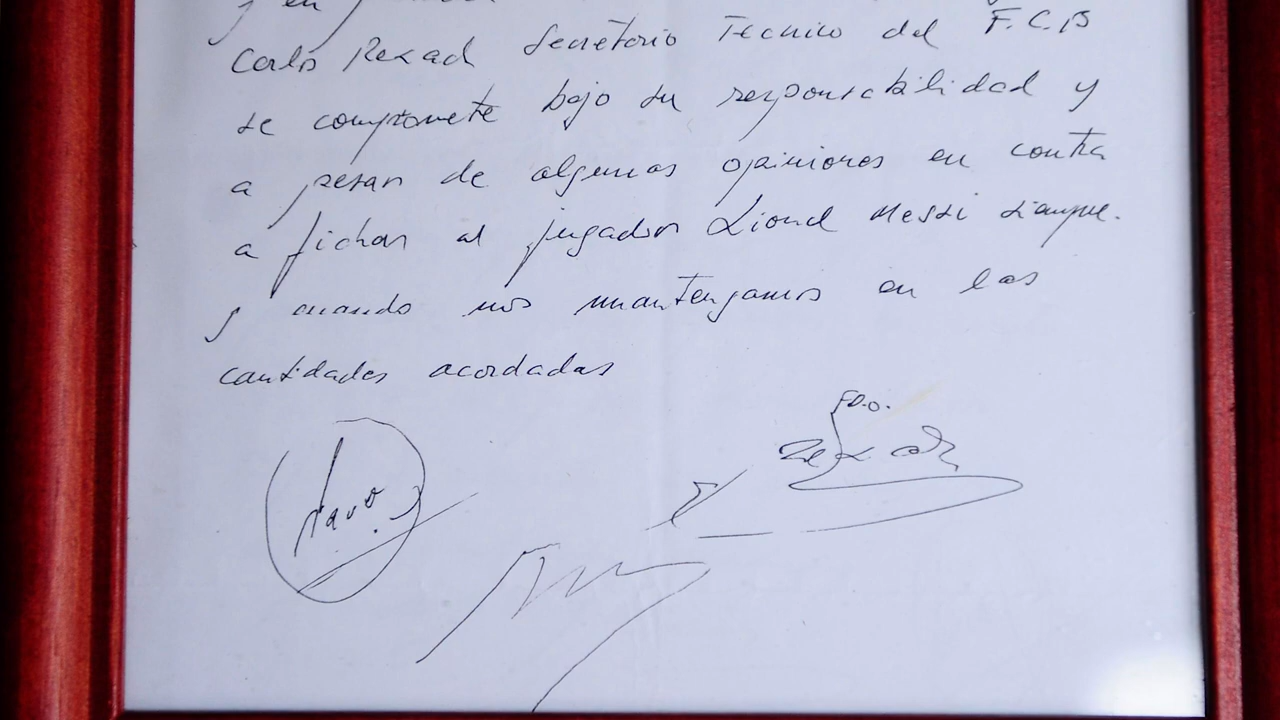 y en
Carlos Rexach Secretario Tecnico del F.C.B
se compromete bajo su responsabilidad y
a pesar de algunas opiniones en contra
a fichar al jugador Lionel Messi siempre.
y cuando nos mantengamos en las
cantidades acordadas
Fdo.